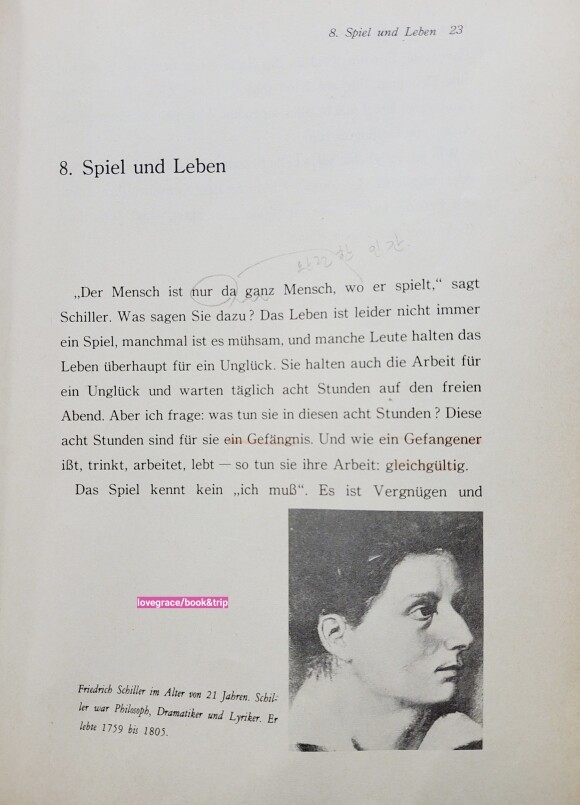 8. Spiel und Leben 23
8. Spiel und Leben
완전한 인간.
„Der Mensch ist nur da ganz Mensch, wo er spielt,“ sagt
Schiller. Was sagen Sie dazu? Das Leben ist leider nicht immer
ein Spiel, manchmal ist es mühsam, und manche Leute halten das
Leben überhaupt für ein Unglück. Sie halten auch die Arbeit für
ein Unglück und warten täglich acht Stunden auf den freien
Abend. Aber ich frage: was tun sie in diesen acht Stunden? Diese
acht Stunden sind für sie ein Gefängnis. Und wie ein Gefangener
ißt, trinkt, arbeitet, lebt — so tun sie ihre Arbeit: gleichgültig.
Das Spiel kennt kein „ich muß“. Es ist Vergnügen und
lovegrace/book&trip
Friedrich Schiller im Alter von 21 Jahren. Schil-
ler war Philosoph, Dramatiker und Lyriker. Er
lebte 1759 bis 1805.